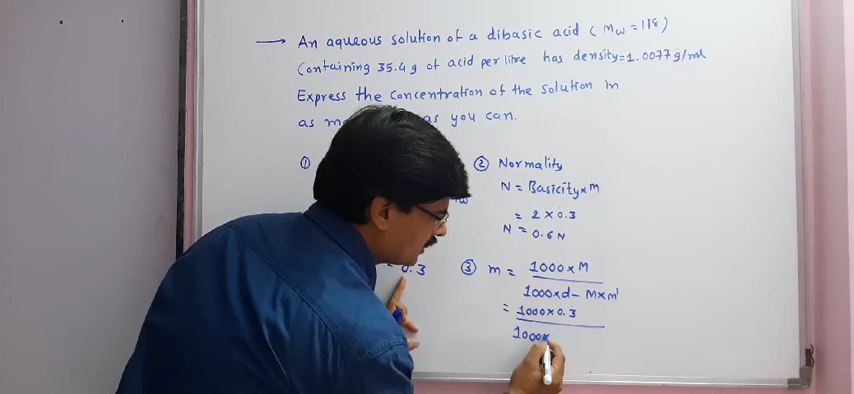 → An aqueous solution of a dibasic acid ( Mw = 118)
Containing 35.4 g of acid per litre has density=1.0077 g/ml
Express the concentration of the solution in
as m as you can.
①
② Normality
N = Basicity × M
w
= 2 × 0.3
N = 0.6 N
= 0.3
③ m = 1000 × M
1000×d - M×m'
= 1000 × 0.3
1000×